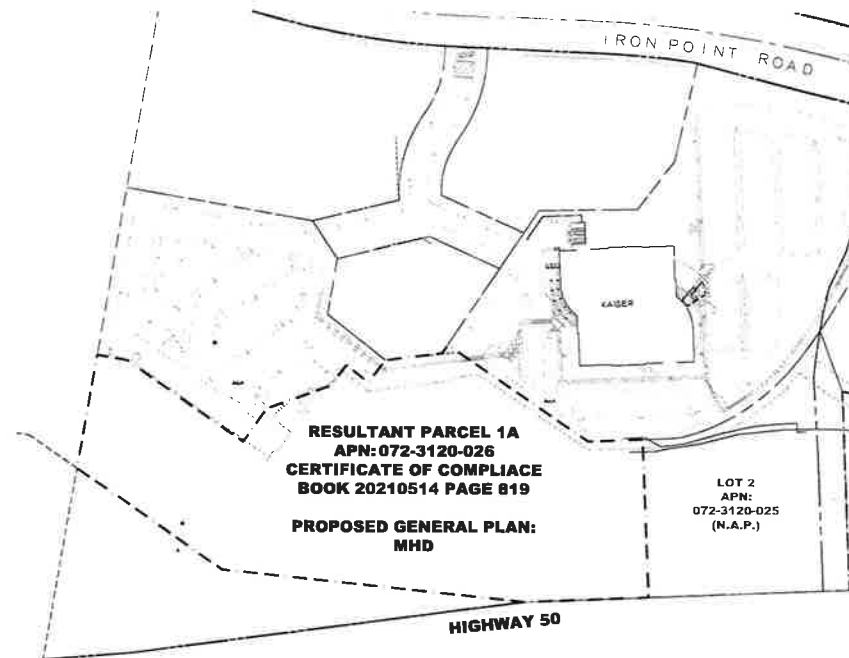 IRON POINT ROAD
KAISER
RESULTANT PARCEL 1A
APN: 072-3120-026
CERTIFICATE OF COMPLIACE
BOOK 20210514 PAGE 819
PROPOSED GENERAL PLAN:
MHD
LOT 2
APN:
072-3120-025
(N.A.P.)
HIGHWAY 50